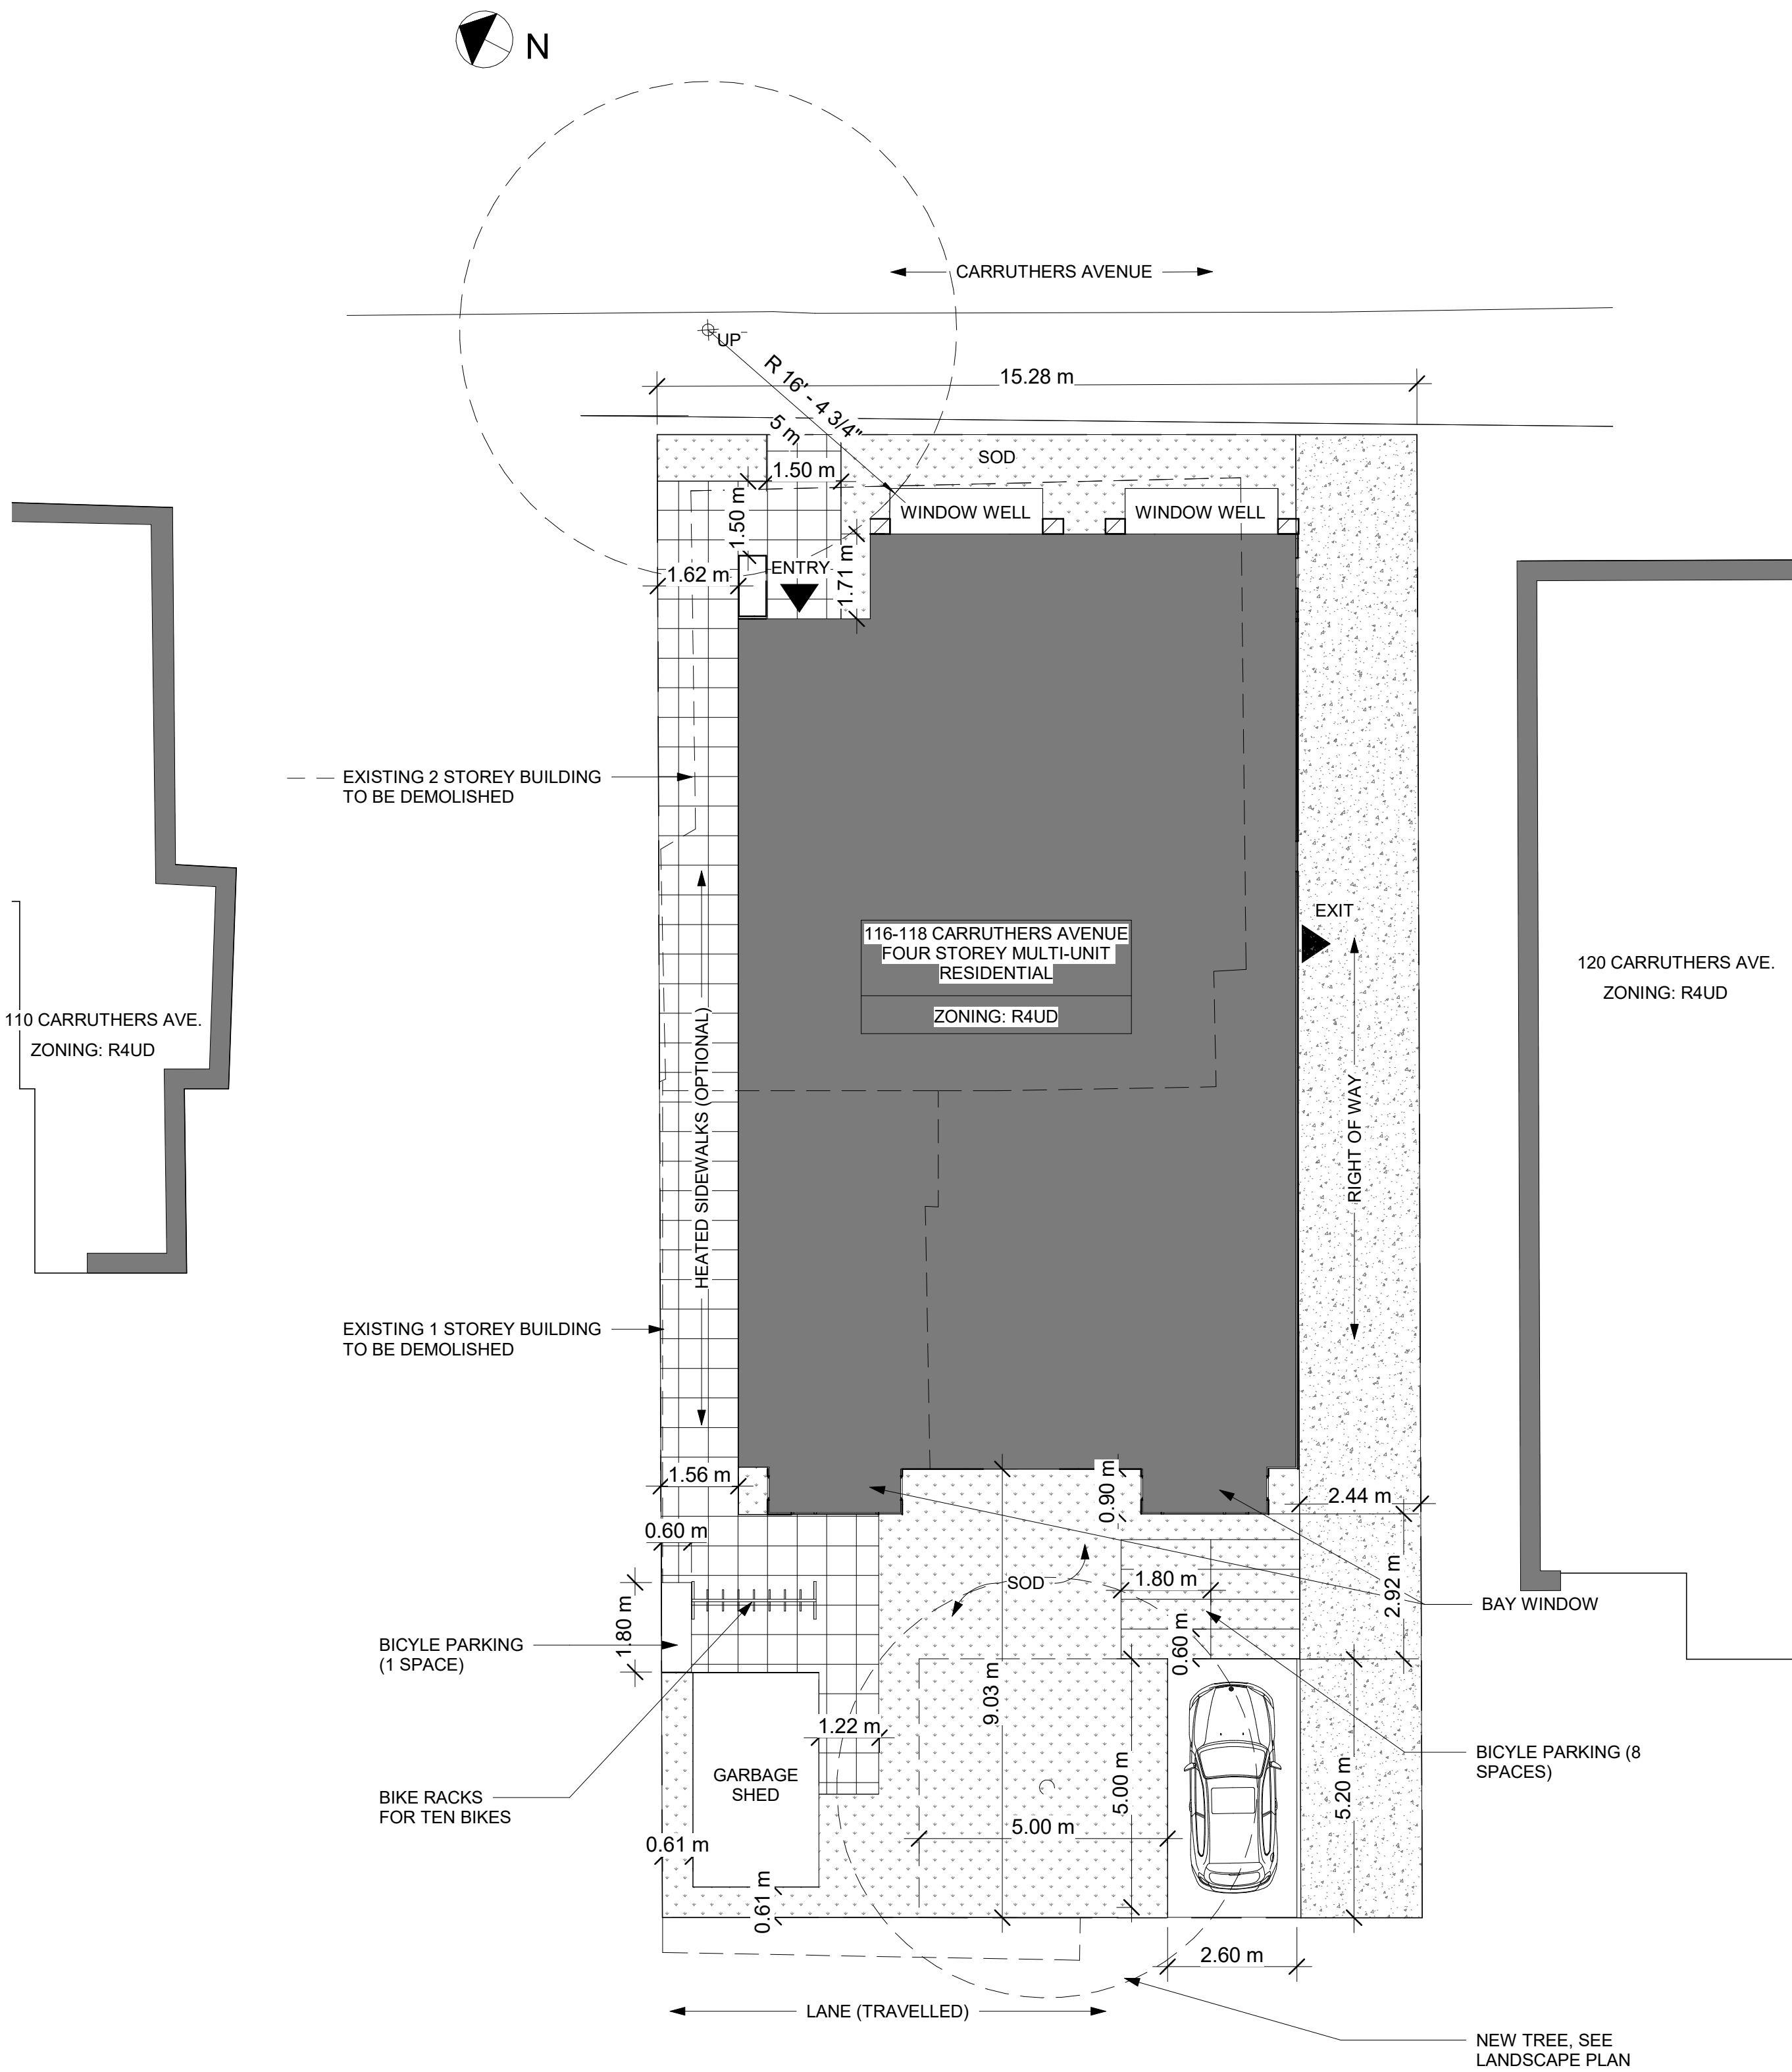 N
CARRUTHERS AVENUE
UP
R 16' - 4 3/4"
5 m
15.28 m
SOD
1.50 m
1.50 m
WINDOW WELL
WINDOW WELL
1.62 m
ENTRY
1.71 m
EXISTING 2 STOREY BUILDING
TO BE DEMOLISHED
116-118 CARRUTHERS AVENUE
FOUR STOREY MULTI-UNIT
RESIDENTIAL
ZONING: R4UD
EXIT
120 CARRUTHERS AVE.
ZONING: R4UD
110 CARRUTHERS AVE.
ZONING: R4UD
HEATED SIDEWALKS (OPTIONAL)
RIGHT OF WAY
EXISTING 1 STOREY BUILDING
TO BE DEMOLISHED
1.56 m
0.90 m
2.44 m
0.60 m
SOD
1.80 m
2.92 m
BAY WINDOW
1.80 m
0.60 m
BICYLE PARKING
(1 SPACE)
9.03 m
1.22 m
BICYLE PARKING (8
SPACES)
GARBAGE
SHED
5.00 m
5.20 m
BIKE RACKS
FOR TEN BIKES
5.00 m
0.61 m
0.61 m
2.60 m
LANE (TRAVELLED)
NEW TREE, SEE
LANDSCAPE PLAN